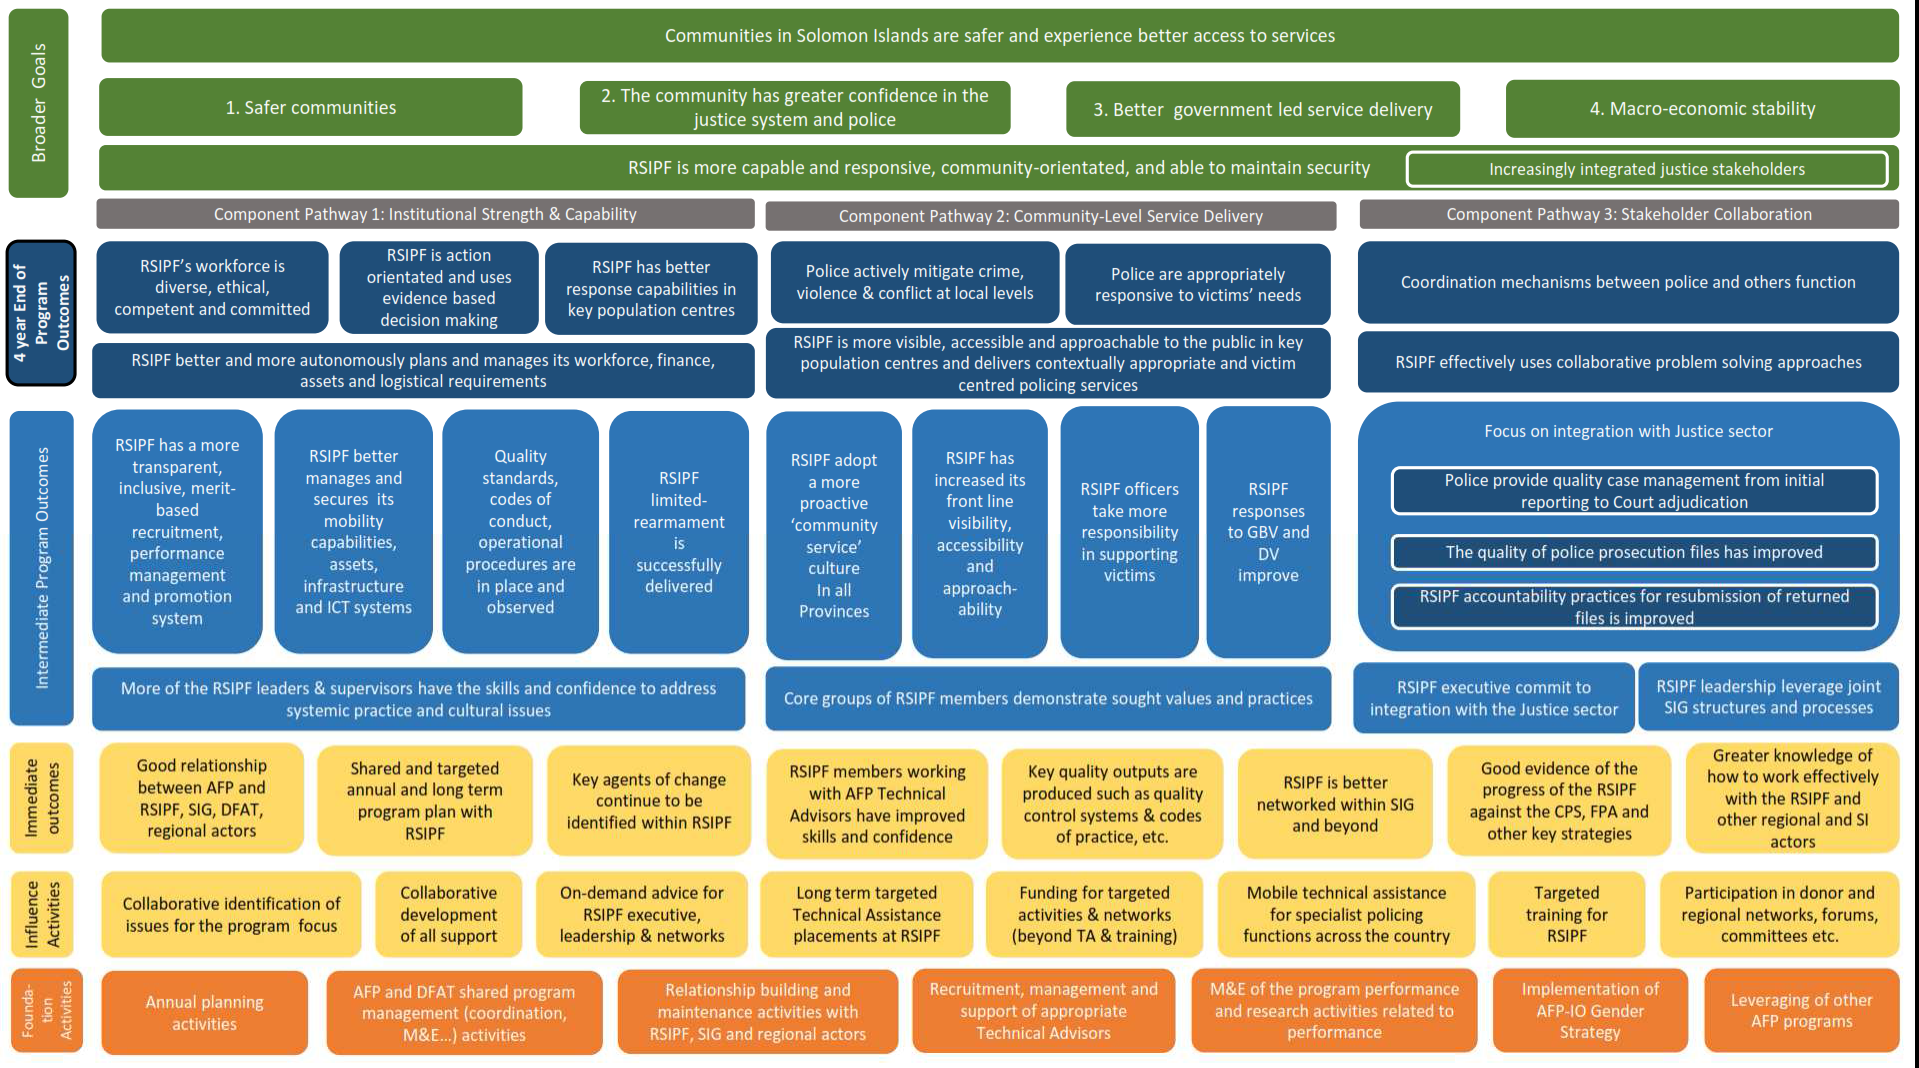 Broader Goals
Communities in Solomon Islands are safer and experience better access to services
1. Safer communities
2. The community has greater confidence in the
justice system and police
3. Better government led service delivery
4. Macro-economic stability
RSIPF is more capable and responsive, community-orientated, and able to maintain security
Increasingly integrated justice stakeholders
Component Pathway 1: Institutional Strength & Capability
Component Pathway 2: Community-Level Service Delivery
Component Pathway 3: Stakeholder Collaboration
4 year End of
Program
Outcomes
RSIPF's workforce is
diverse, ethical,
competent and committed
RSIPF is action
orientated and uses
evidence based
decision making
RSIPF has better
response capabilities in
key population centres
Police actively mitigate crime,
violence & conflict at local levels
Police are appropriately
responsive to victims' needs
Coordination mechanisms between police and others function
RSIPF better and more autonomously plans and manages its workforce, finance,
assets and logistical requirements
RSIPF is more visible, accessible and approachable to the public in key
population centres and delivers contextually appropriate and victim
centred policing services
RSIPF effectively uses collaborative problem solving approaches
Intermediate Program Outcomes
RSIPF has a more
transparent,
inclusive, merit-
based
recruitment,
performance
management
and promotion
system
RSIPF better
manages and
secures its
mobility
capabilities,
assets,
infrastructure
and ICT systems
Quality
standards,
codes of
conduct,
operational
procedures are
in place and
observed
RSIPF
limited-
rearmament
is
successfully
delivered
RSIPF adopt
a more
proactive
‘community
service’
culture
In all
Provinces
RSIPF has
increased its
front line
visibility,
accessibility
and
approach-
ability
RSIPF officers
take more
responsibility
in supporting
victims
RSIPF
responses
to GBV and
DV
improve
Focus on integration with Justice sector
Police provide quality case management from initial
reporting to Court adjudication
The quality of police prosecution files has improved
RSIPF accountability practices for resubmission of returned
files is improved
More of the RSIPF leaders & supervisors have the skills and confidence to address
systemic practice and cultural issues
Core groups of RSIPF members demonstrate sought values and practices
RSIPF executive commit to
integration with the Justice sector
RSIPF leadership leverage joint
SIG structures and processes
Immediate
outcomes
Good relationship
between AFP and
RSIPF, SIG, DFAT,
regional actors
Shared and targeted
annual and long term
program plan with
RSIPF
Key agents of change
continue to be
identified within RSIPF
RSIPF members working
with AFP Technical
Advisors have improved
skills and confidence
Key quality outputs are
produced such as quality
control systems & codes
of practice, etc.
RSIPF is better
networked within SIG
and beyond
Good evidence of the
progress of the RSIPF
against the CPS, FPA and
other key strategies
Greater knowledge of
how to work effectively
with the RSIPF and
other regional and SI
actors
Influence
Activities
Collaborative identification of
issues for the program focus
Collaborative
development
of all support
On-demand advice for
RSIPF executive,
leadership & networks
Long term targeted
Technical Assistance
placements at RSIPF
Funding for targeted
activities & networks
(beyond TA & training)
Mobile technical assistance
for specialist policing
functions across the country
Targeted
training for
RSIPF
Participation in donor and
regional networks, forums,
committees etc.
Founda-
tion
Activities
Annual planning
activities
AFP and DFAT shared program
management (coordination,
M&E…) activities
Relationship building and
maintenance activities with
RSIPF, SIG and regional actors
Recruitment, management and
support of appropriate
Technical Advisors
M&E of the program performance
and research activities related to
performance
Implementation of
AFP-IO Gender
Strategy
Leveraging of other
AFP programs